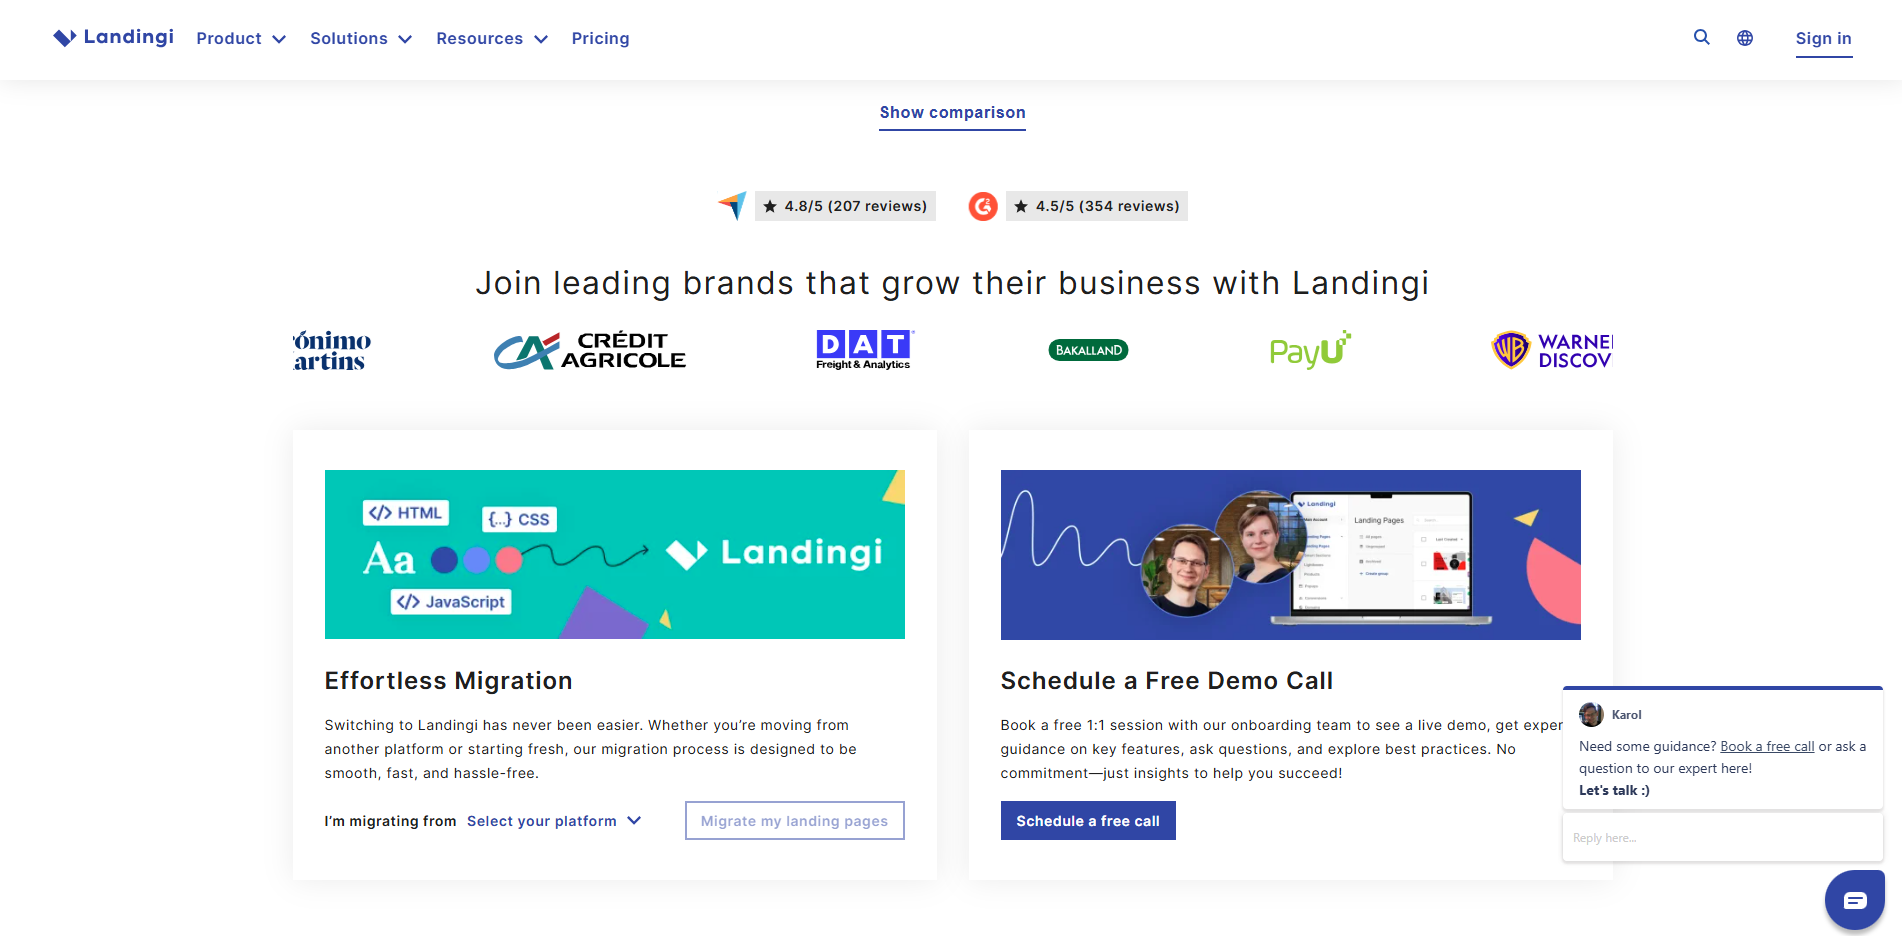 Landingi
Product
Solutions
Resources
Pricing
Sign in
Show comparison
4.8/5 (207 reviews)
4.5/5 (354 reviews)
Join leading brands that grow their business with Landingi
ónimo
artins
CRÉDIT
AGRICOLE
DAT
Freight & Analytics
BAKALLAND
PayU
WB
WARNE
DISCOV
</> HTML
{...} CSS
Aa
Landingi
</> JavaScript
Landingi
Landing Pages
Effortless Migration
Switching to Landingi has never been easier. Whether you’re moving from
another platform or starting fresh, our migration process is designed to be
smooth, fast, and hassle-free.
I’m migrating from
Select your platform
Migrate my landing pages
Schedule a Free Demo Call
Book a free 1:1 session with our onboarding team to see a live demo, get exper
guidance on key features, ask questions, and explore best practices. No
commitment—just insights to help you succeed!
Schedule a free call
Karol
Need some guidance? Book a free call or ask a
question to our expert here!
Let's talk :)
Reply here...